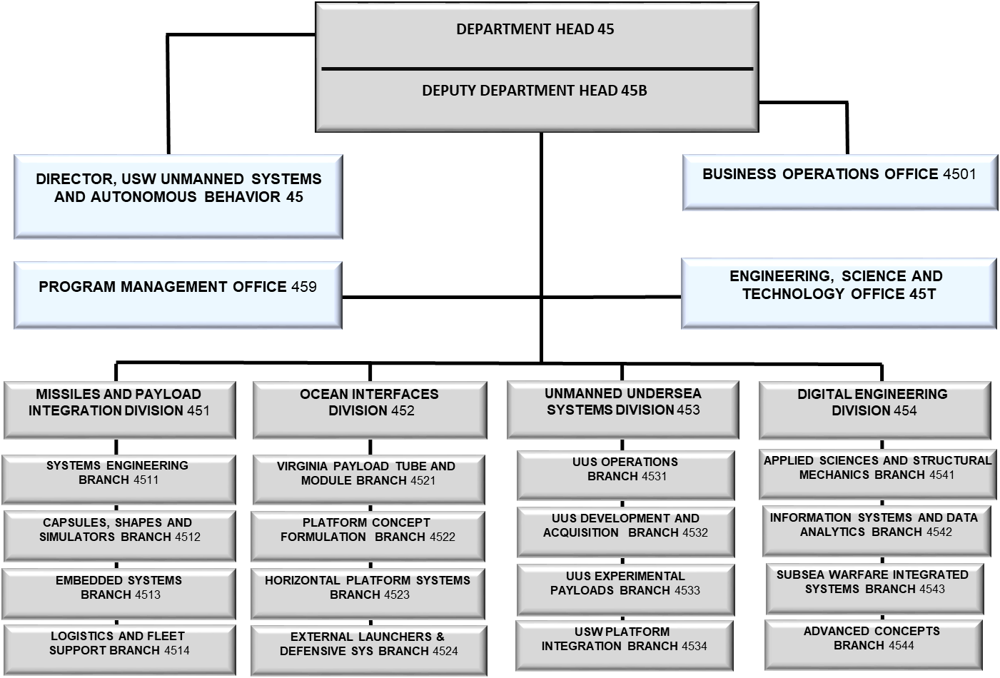 DEPARTMENT HEAD 45
DEPUTY DEPARTMENT HEAD 45B
DIRECTOR, USW UNMANNED SYSTEMS
AND AUTONOMOUS BEHAVIOR 45
BUSINESS OPERATIONS OFFICE 4501
PROGRAM MANAGEMENT OFFICE 459
ENGINEERING, SCIENCE AND
TECHNOLOGY OFFICE 45T
MISSILES AND PAYLOAD
INTEGRATION DIVISION 451
SYSTEMS ENGINEERING
BRANCH 4511
CAPSULES, SHAPES AND
SIMULATORS BRANCH 4512
EMBEDDED SYSTEMS
BRANCH 4513
LOGISTICS AND FLEET
SUPPORT BRANCH 4514
OCEAN INTERFACES
DIVISION 452
VIRGINIA PAYLOAD TUBE AND
MODULE BRANCH 4521
PLATFORM CONCEPT
FORMULATION BRANCH 4522
HORIZONTAL PLATFORM SYSTEMS
BRANCH 4523
EXTERNAL LAUNCHERS &
DEFENSIVE SYS BRANCH 4524
UNMANNED UNDERSEA
SYSTEMS DIVISION 453
UUS OPERATIONS
BRANCH 4531
UUS DEVELOPMENT AND
ACQUISITION BRANCH 4532
UUS EXPERIMENTAL
PAYLOADS BRANCH 4533
USW PLATFORM
INTEGRATION BRANCH 4534
DIGITAL ENGINEERING
DIVISION 454
APPLIED SCIENCES AND STRUCTURAL
MECHANICS BRANCH 4541
INFORMATION SYSTEMS AND DATA
ANALYTICS BRANCH 4542
SUBSEA WARFARE INTEGRATED
SYSTEMS BRANCH 4543
ADVANCED CONCEPTS
BRANCH 4544